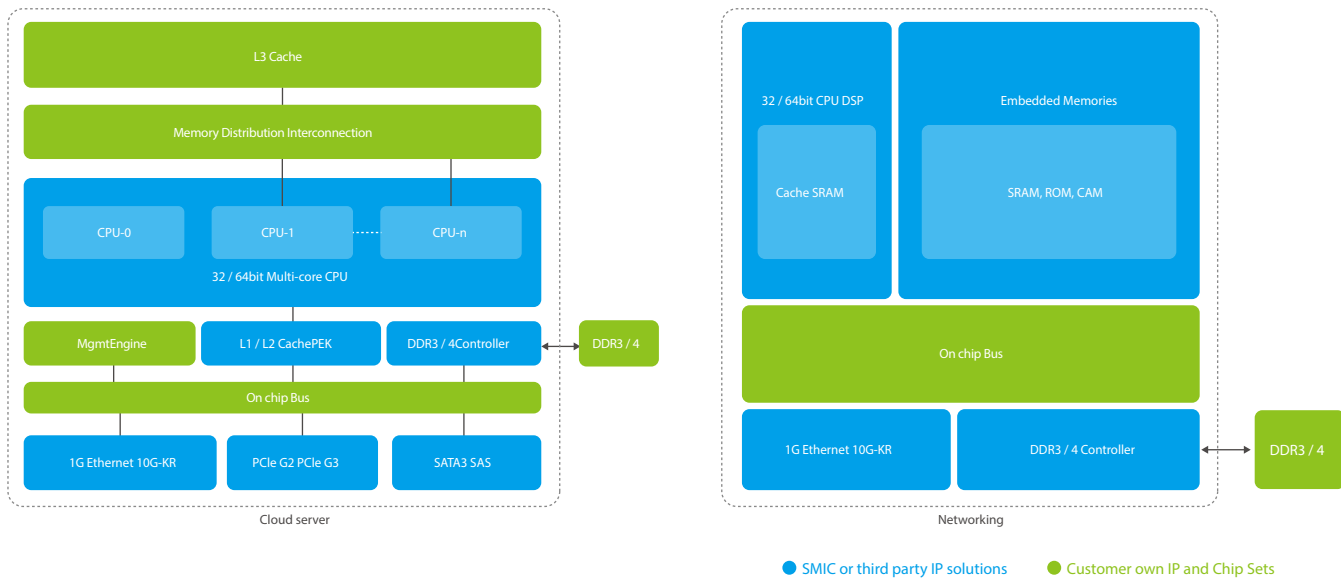 L3 Cache
Memory Distribution Interconnection
CPU-0
CPU-1
CPU-n
32 / 64bit Multi-core CPU
MgmtEngine
L1 / L2 CachePEK
DDR3 / 4Controller
DDR3 / 4
On chip Bus
1G Ethernet 10G-KR
PCle G2 PCle G3
SATA3 SAS
Cloud server
32 / 64bit CPU DSP
Embedded Memories
Cache SRAM
SRAM, ROM, CAM
On chip Bus
1G Ethernet 10G-KR
DDR3 / 4 Controller
DDR3 / 4
Networking
SMIC or third party IP solutions
Customer own IP and Chip Sets